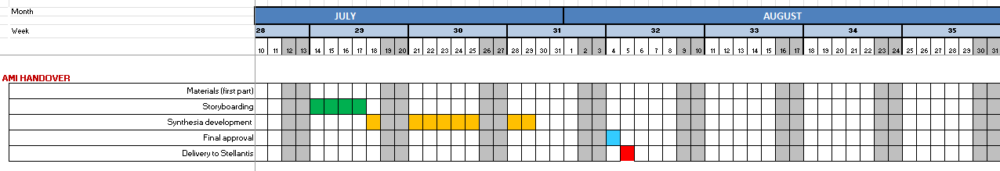 Month JULY AUGUST
Week 28 29 30 31 32 33 34 35
10 11 12 13 14 15 16 17 18 19 20 21 22 23 24 25 26 27 28 29 30 31 1 2 3 4 5 6 7 8 9 10 11 12 13 14 15 16 17 18 19 20 21 22 23 24 25 26 27 28 29 30 31
AMI HANDOVER
Materials (first part)
Storyboarding
Synthesia development
Final approval
Delivery to Stellantis